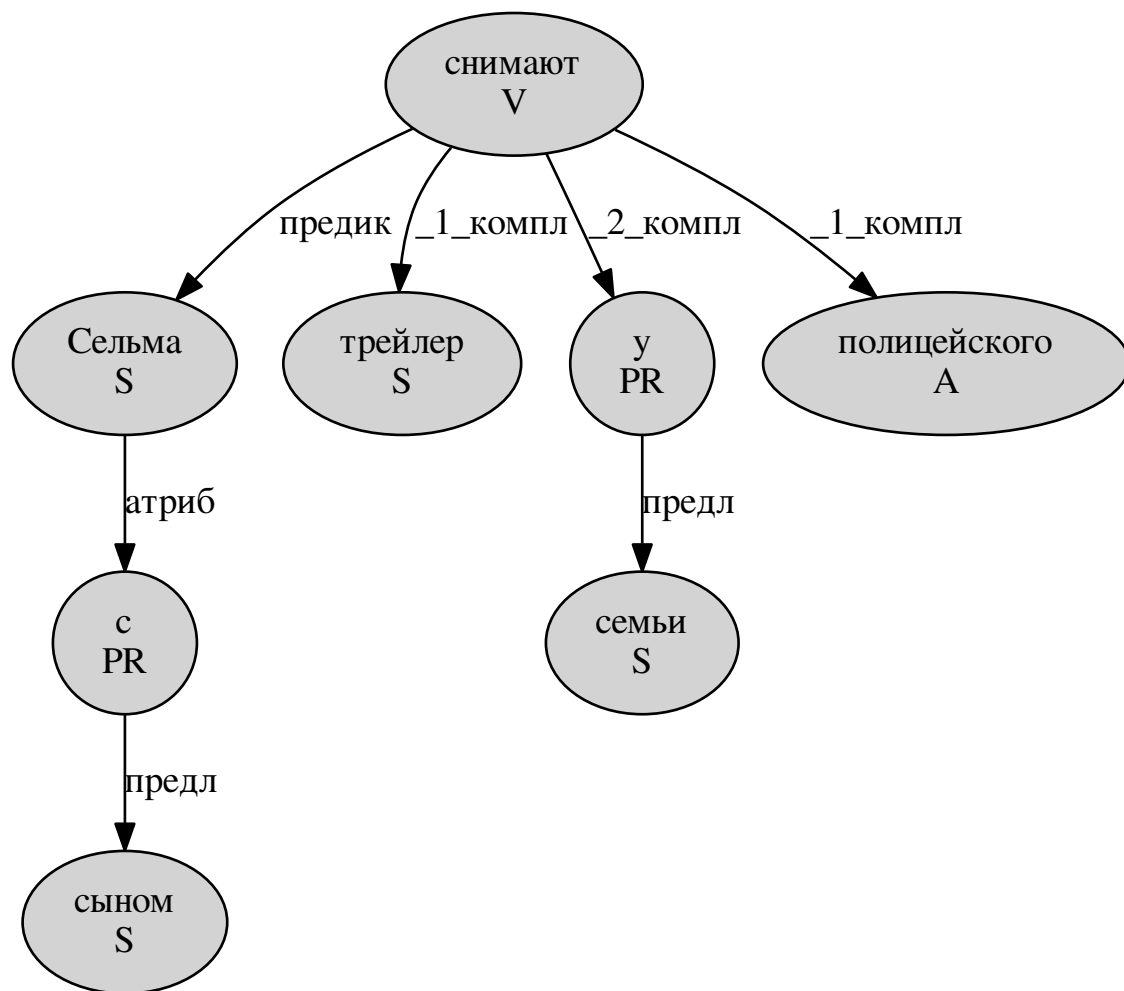 снимают
V
предик
_1_компл
_2_компл
_1_компл
Сельма
S
трейлер
S
у
PR
полицейского
A
атриб
предл
с
PR
семьи
S
предл
сыном
S